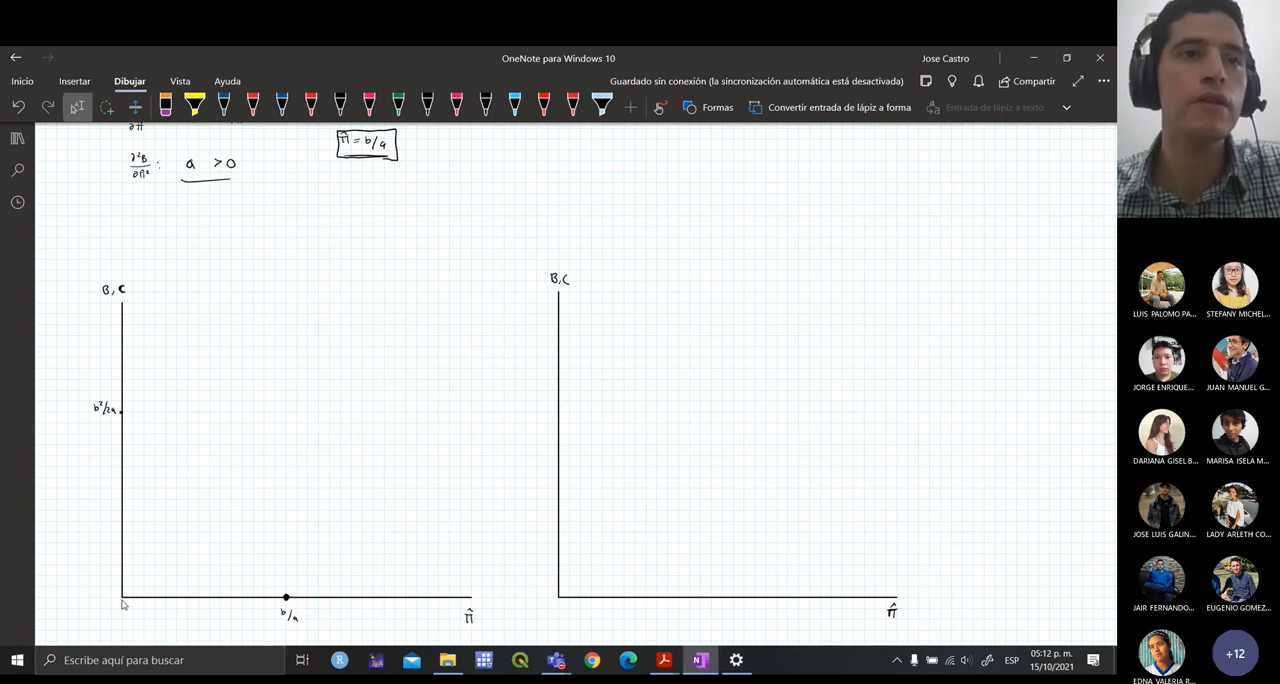 OneNote para Windows 10
Jose Castro
Inicio
Insertar
Dibujar
Vista
Ayuda
Guardado sin conexión (la sincronización automática está desactivada)
Compartir
Formas
Convertir entrada de lápiz a forma
Entrada de lápiz a texto
∂π̂
π̂ = b/a
∂²B
∂π̂² : a > 0
B, C
b²/2a
b/a
π̂
B, C
π̂
LUIS PALOMO PA...
STEFANY MICHEL...
JORGE ENRIQUE...
JUAN MANUEL G...
DARIANA GISEL B...
MARISA ISELA M...
JOSE LUIS GALIN...
LADY ARLETH CO...
JAIR FERNANDO...
EUGENIO GOMEZ...
EDNA VALERIA R...
+12
Escribe aquí para buscar
ESP
05:12 p. m.
15/10/2021